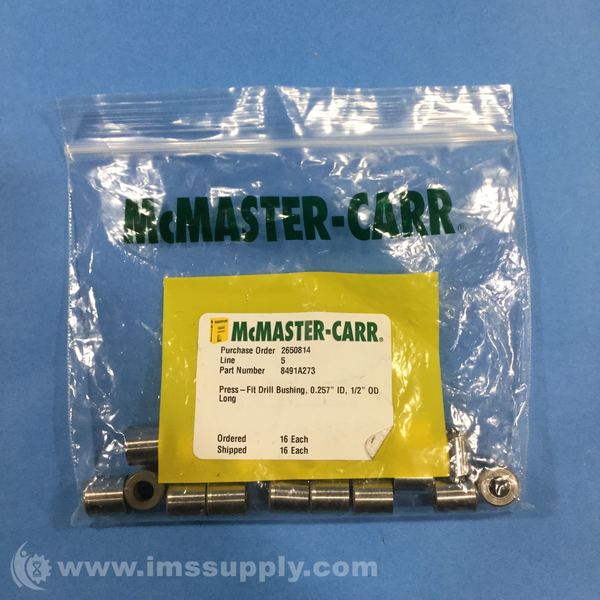 McMASTER-CARR®
McMASTER-CARR®
Purchase Order 2650814
Line 5
Part Number 8491A273
Press-Fit Drill Bushing, 0.257" ID, 1/2" OD
Long
Ordered 16 Each
Shipped 16 Each
© www.imssupply.com